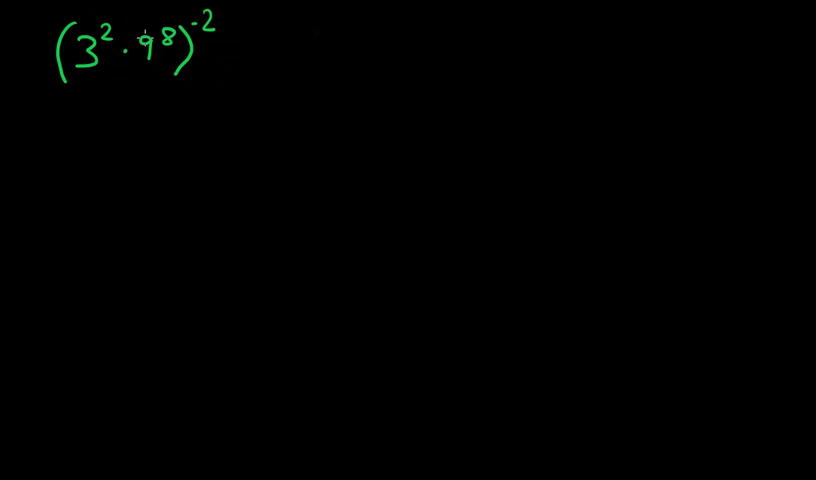 (3² · 9⁸)⁻²